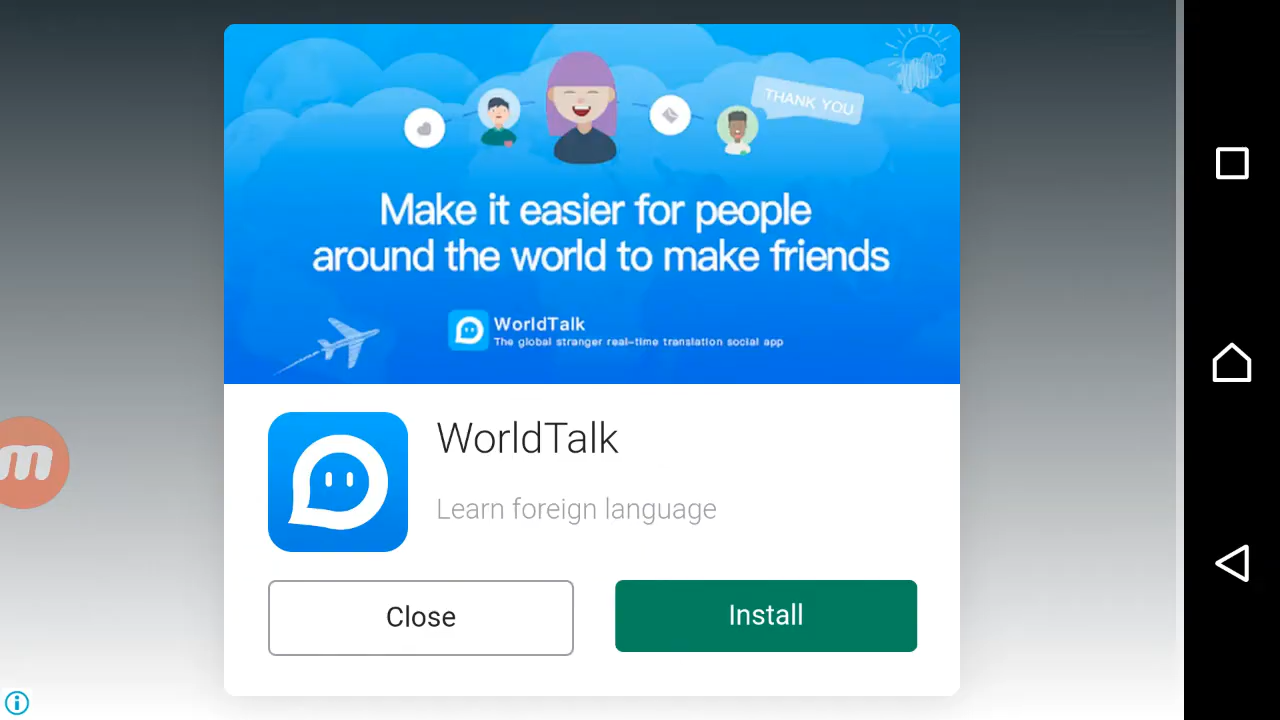 THANK YOU
Make it easier for people
around the world to make friends
WorldTalk
The global stranger real-time translation social app
WorldTalk
Learn foreign language
Close
Install